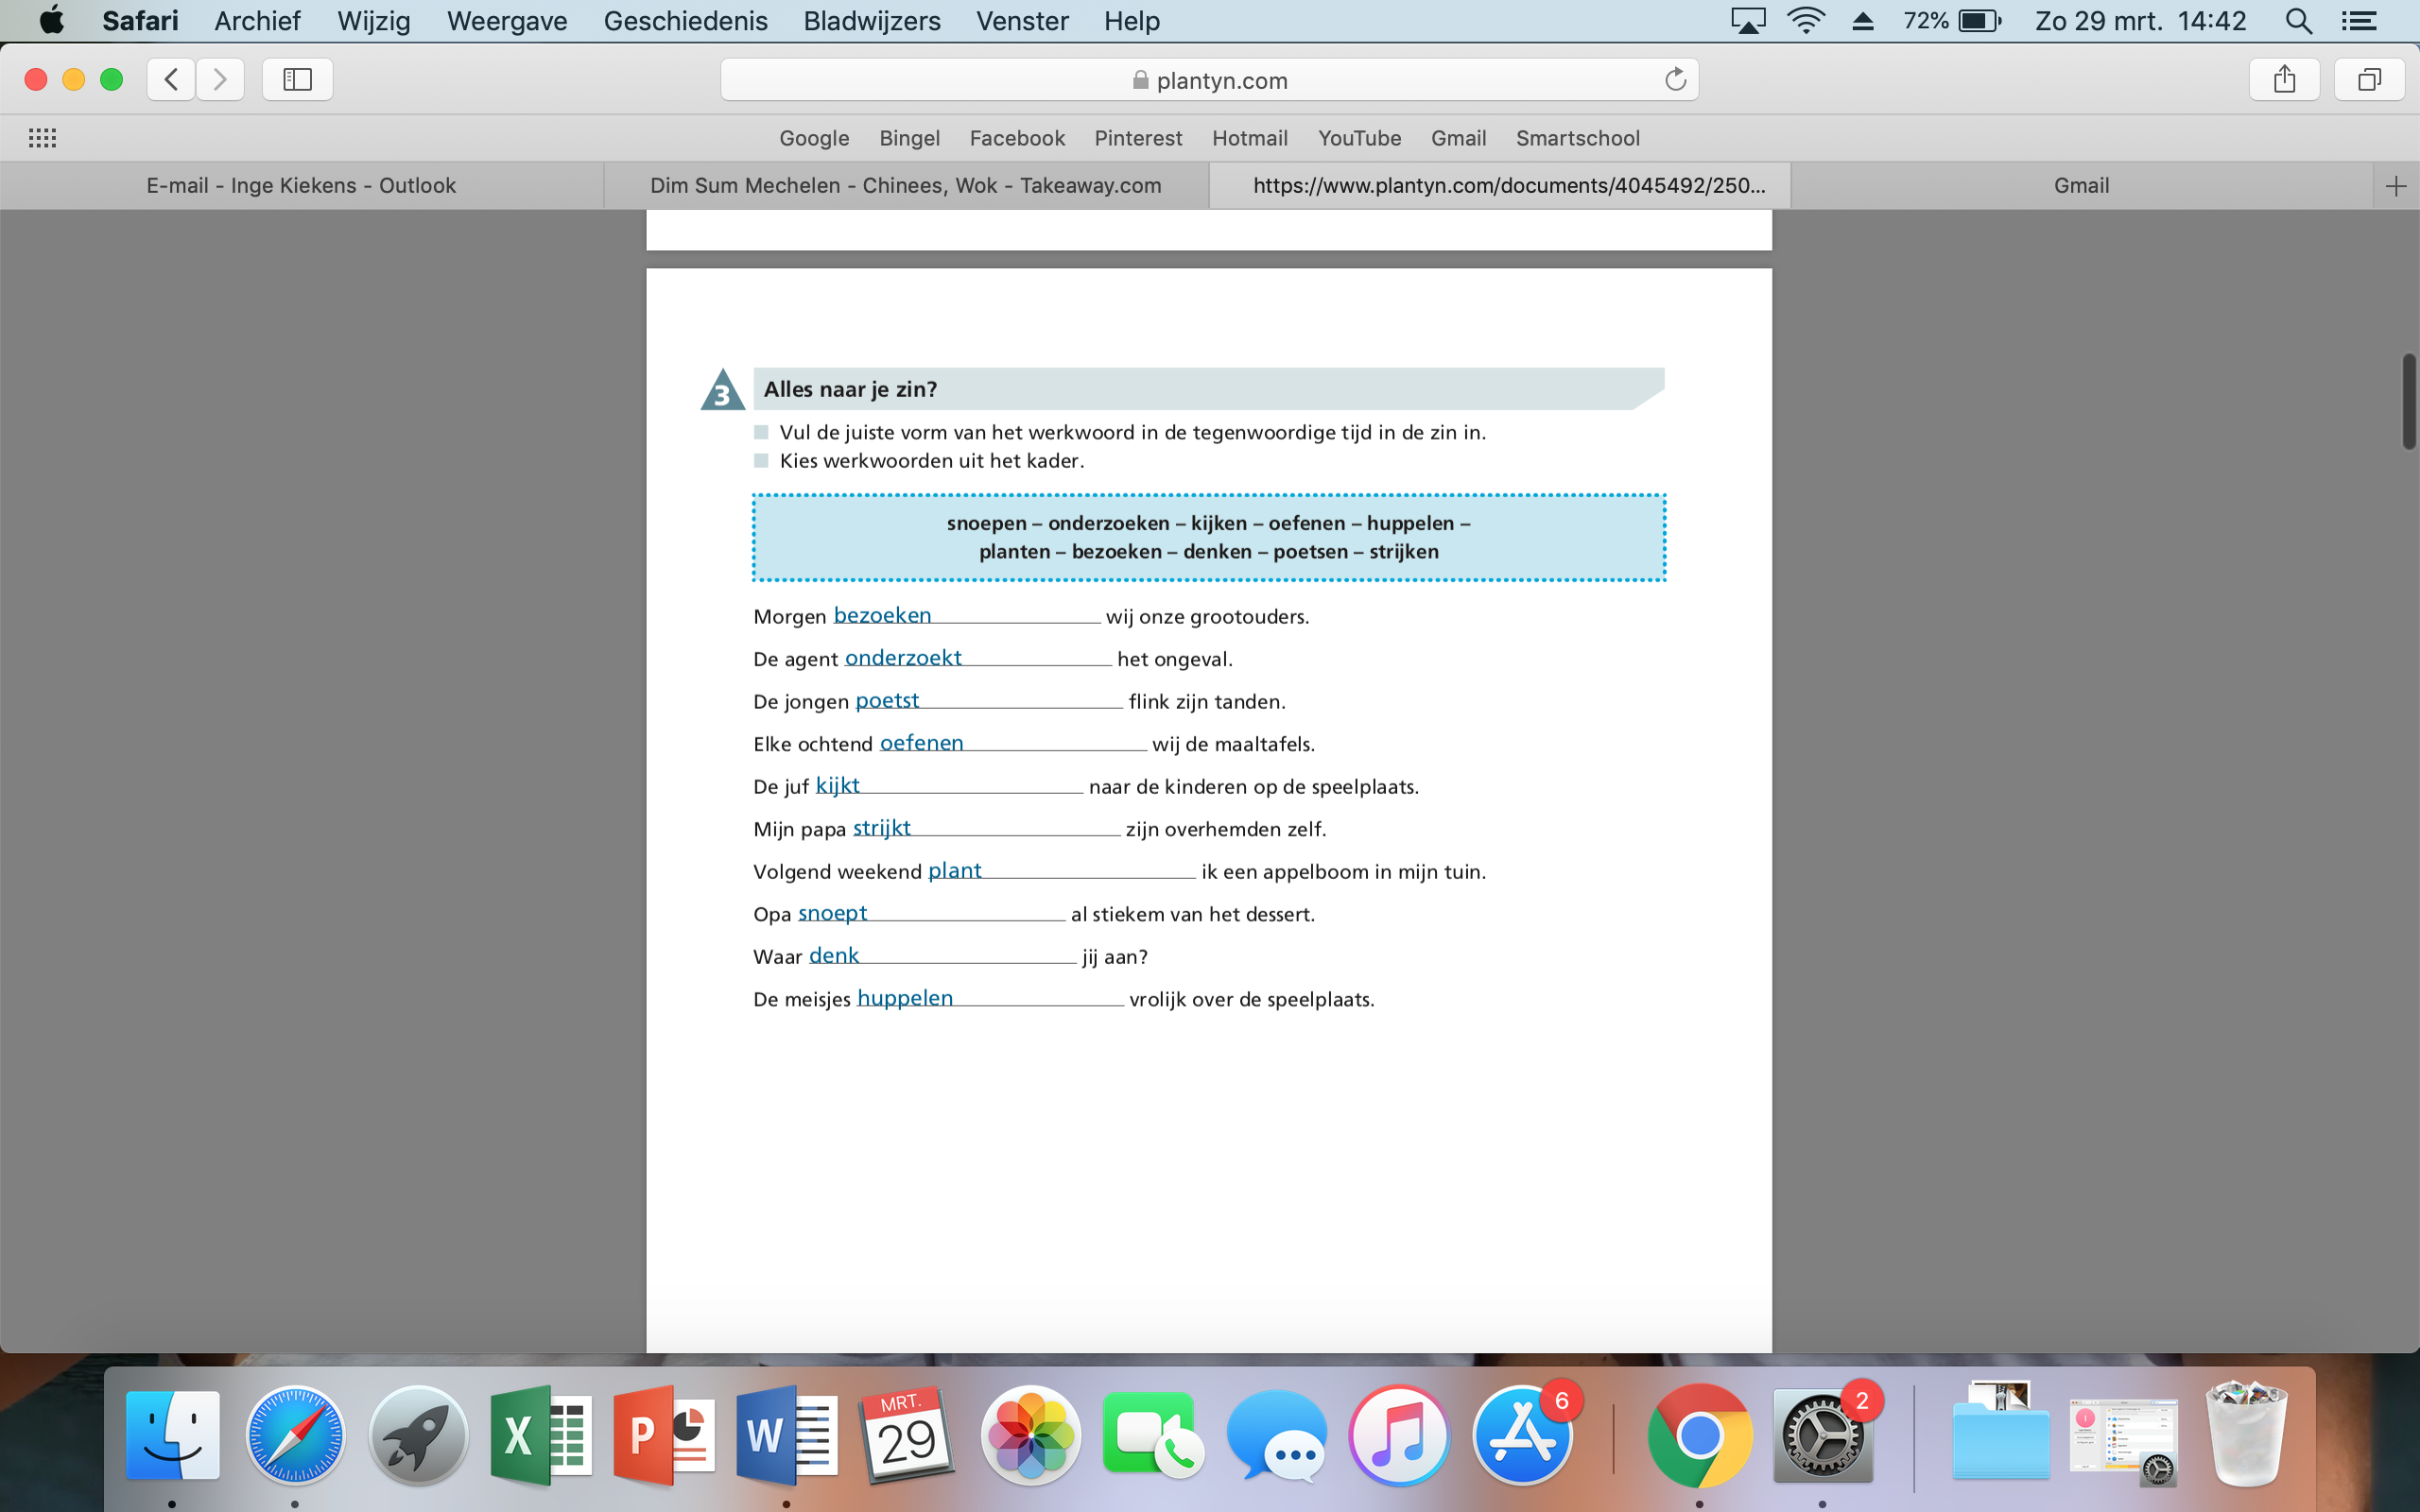 Safari Archief Wijzig Weergave Geschiedenis Bladwijzers Venster Help 72% Zo 29 mrt. 14:42
plantyn.com
Google Bingel Facebook Pinterest Hotmail YouTube Gmail Smartschool
E-mail - Inge Kiekens - Outlook Dim Sum Mechelen - Chinees, Wok - Takeaway.com https://www.plantyn.com/documents/4045492/250... Gmail
3 Alles naar je zin?
Vul de juiste vorm van het werkwoord in de tegenwoordige tijd in de zin in.
Kies werkwoorden uit het kader.
snoepen – onderzoeken – kijken – oefenen – huppelen –
planten – bezoeken – denken – poetsen – strijken
Morgen bezoeken wij onze grootouders.
De agent onderzoekt het ongeval.
De jongen poetst flink zijn tanden.
Elke ochtend oefenen wij de maaltafels.
De juf kijkt naar de kinderen op de speelplaats.
Mijn papa strijkt zijn overhemden zelf.
Volgend weekend plant ik een appelboom in mijn tuin.
Opa snoept al stiekem van het dessert.
Waar denk jij aan?
De meisjes huppelen vrolijk over de speelplaats.
X P W MRT. 29 6 2